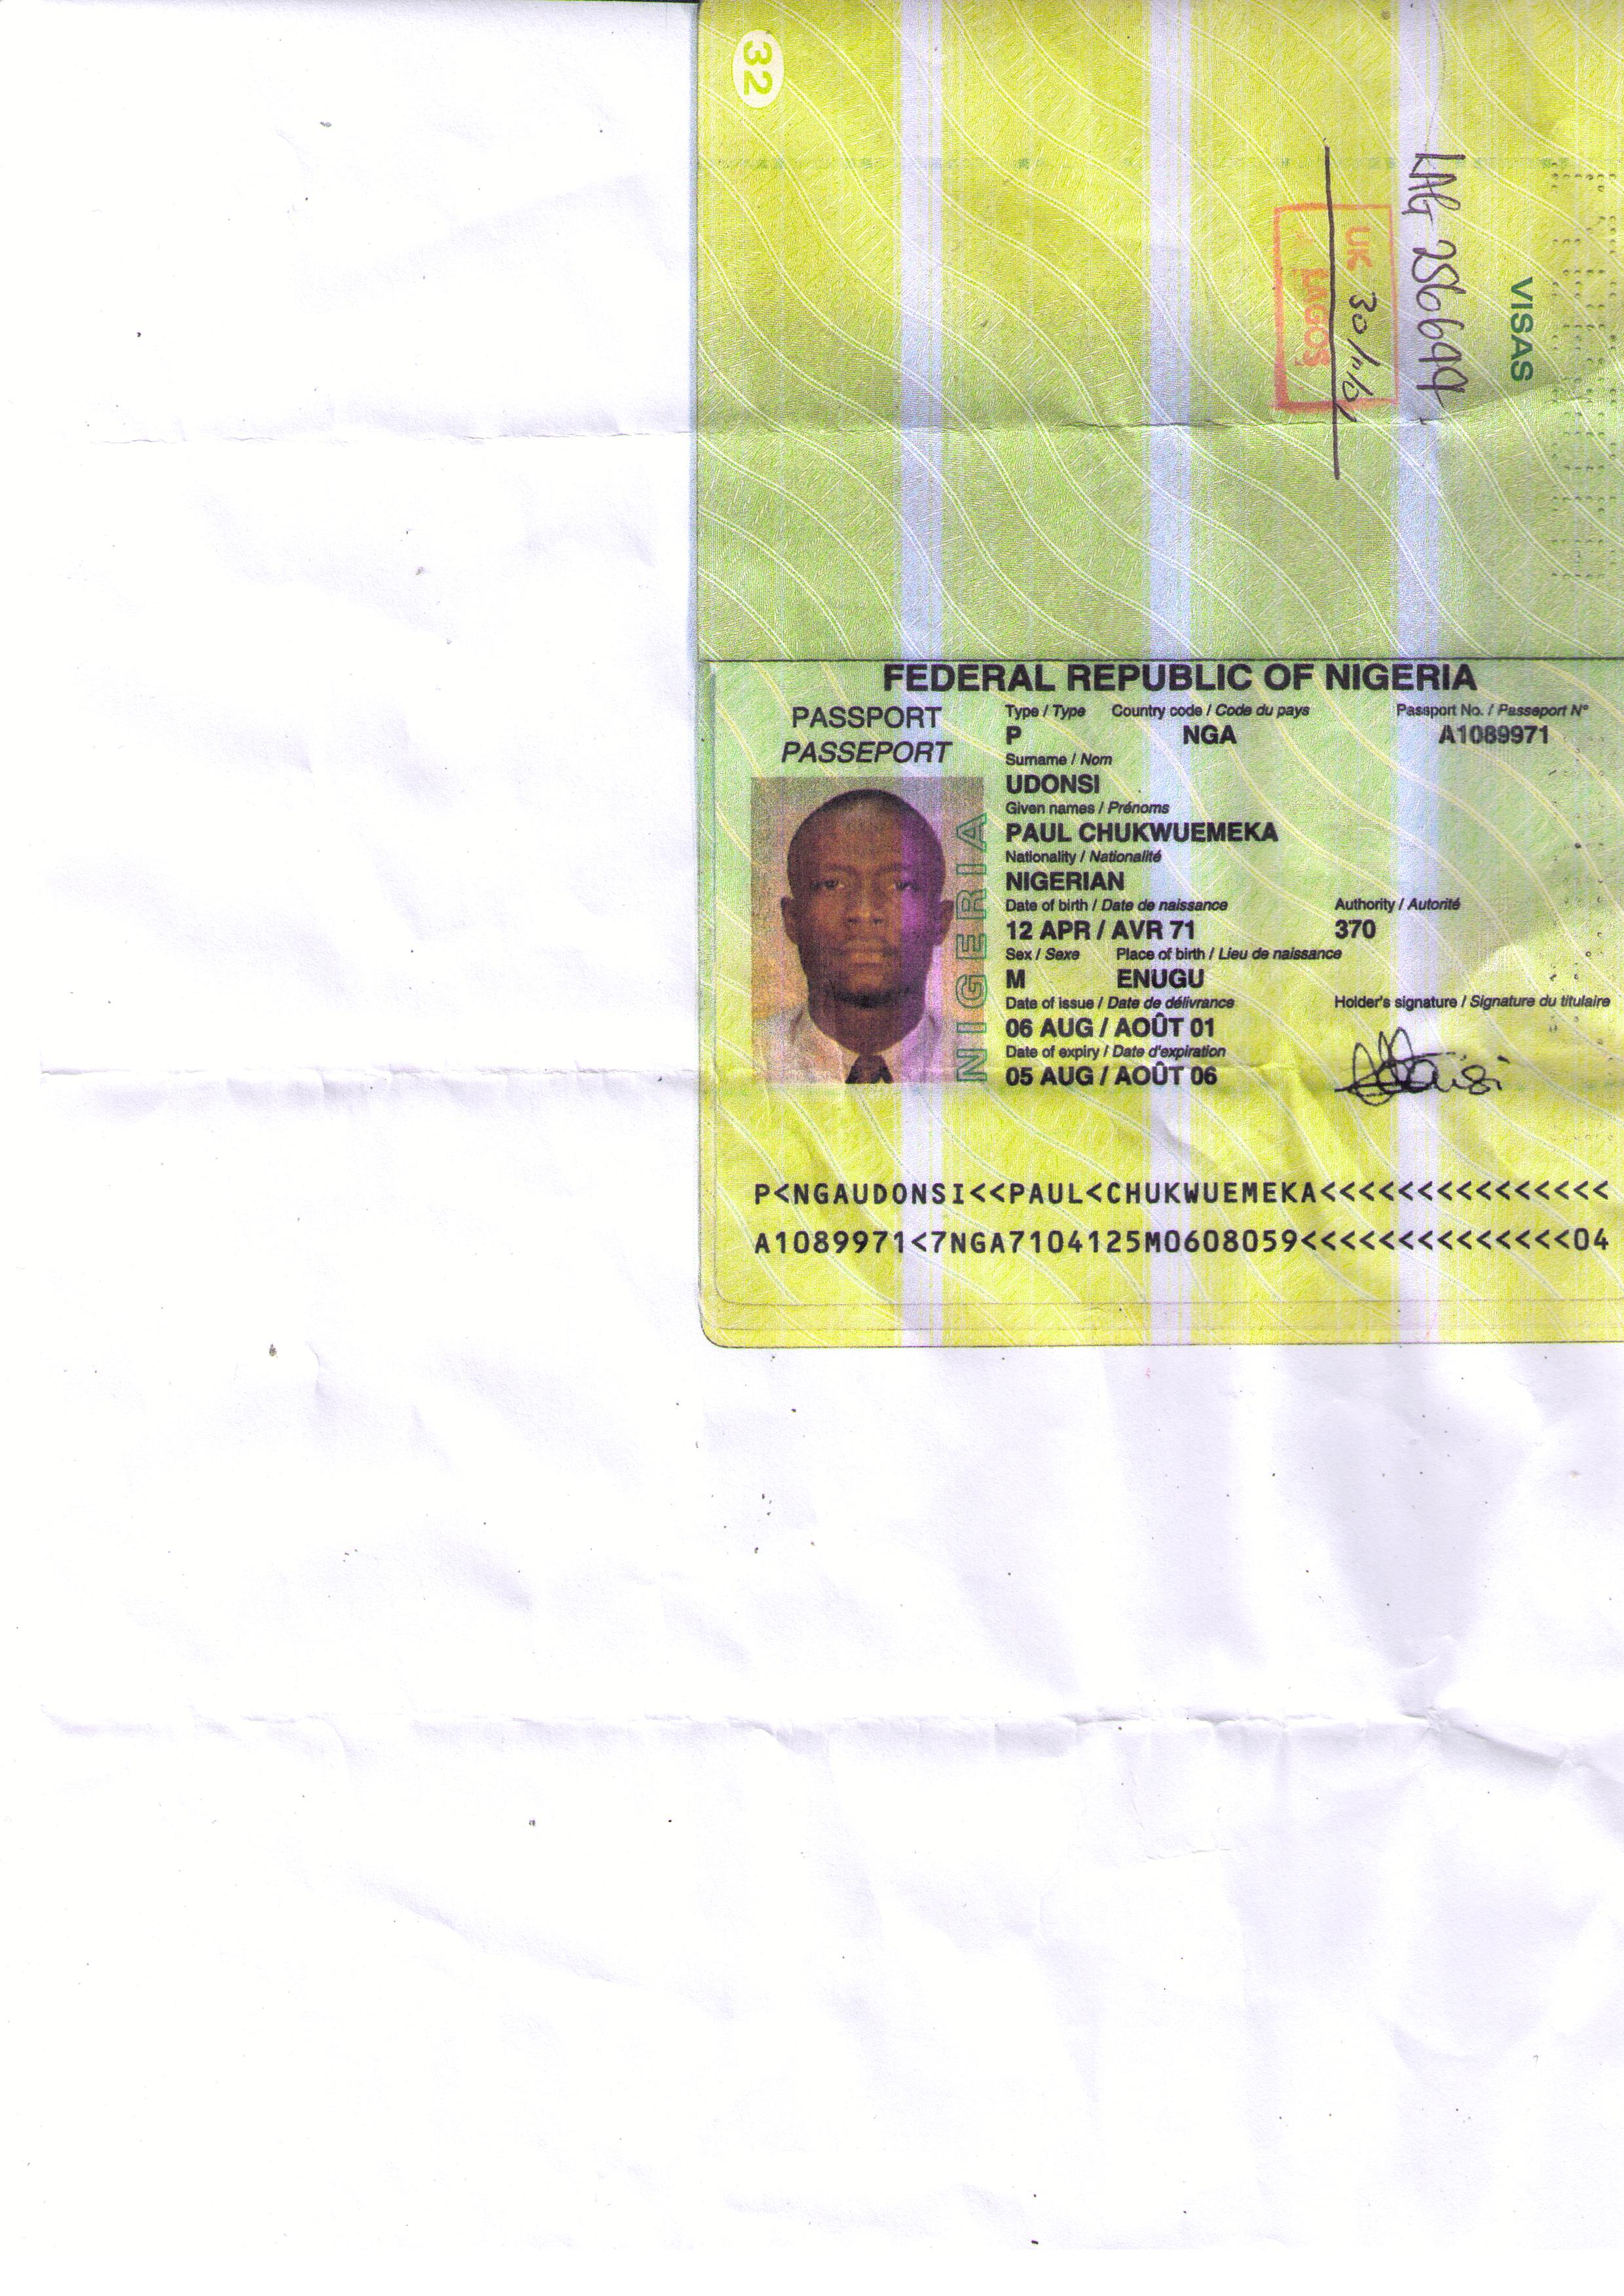 32
VISAS
LAG 286699
UK 30/11/01
LAGOS
FEDERAL REPUBLIC OF NIGERIA
PASSPORT
PASSEPORT
Type / Type Country code / Code du pays Passport No. / Passeport N°
P NGA A1089971
Surname / Nom
UDONSI
Given names / Prénoms
PAUL CHUKWUEMEKA
Nationality / Nationalité
NIGERIAN
Date of birth / Date de naissance Authority / Autorité
12 APR / AVR 71 370
Sex / Sexe Place of birth / Lieu de naissance
M ENUGU
Date of issue / Date de délivrance Holder's signature / Signature du titulaire
06 AUG / AOÛT 01
Date of expiry / Date d'expiration
05 AUG / AOÛT 06
NIGERIA
P<NGAUDONSI<<PAUL<CHUKWUEMEKA<<<<<<<<<<<<<<<
A1089971<7NGA7104125M0608059<<<<<<<<<<<<<<04